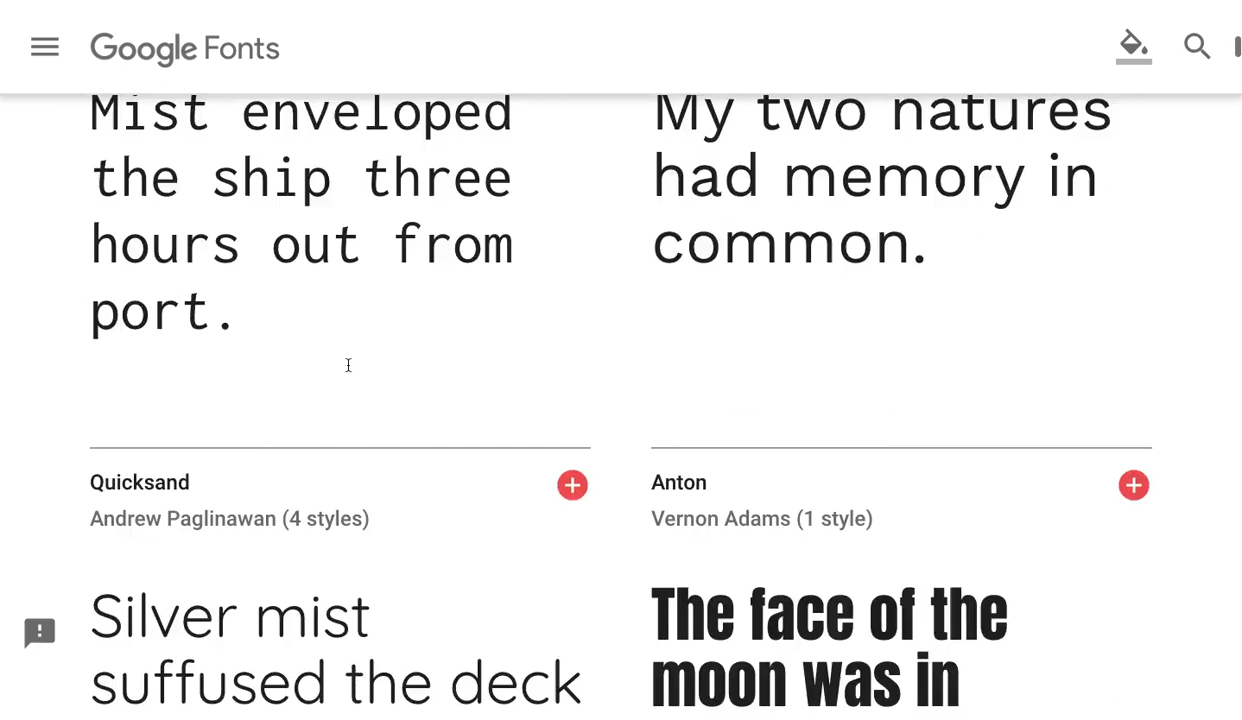 Google Fonts
Mist enveloped
the ship three
hours out from
port.
My two natures
had memory in
common.
Quicksand
Andrew Paglinawan (4 styles)
Silver mist
suffused the deck
Anton
Vernon Adams (1 style)
The face of the
moon was in